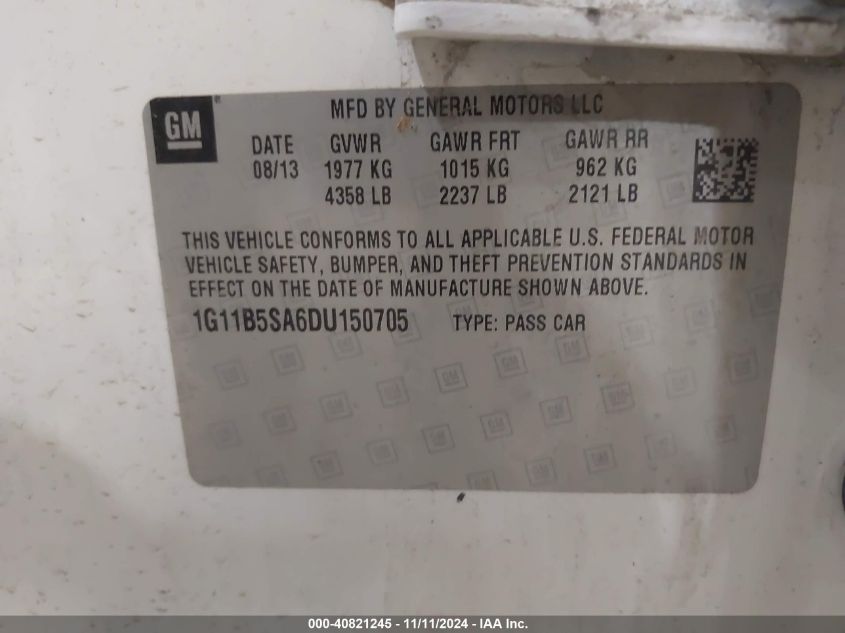 GM
MFD BY GENERAL MOTORS LLC
DATE GVWR GAWR FRT GAWR RR
08/13 1977 KG 1015 KG 962 KG
4358 LB 2237 LB 2121 LB
THIS VEHICLE CONFORMS TO ALL APPLICABLE U.S. FEDERAL MOTOR
VEHICLE SAFETY, BUMPER, AND THEFT PREVENTION STANDARDS IN
EFFECT ON THE DATE OF MANUFACTURE SHOWN ABOVE.
1G11B5SA6DU150705 TYPE: PASS CAR
000-40821245 - 11/11/2024 - IAA Inc.